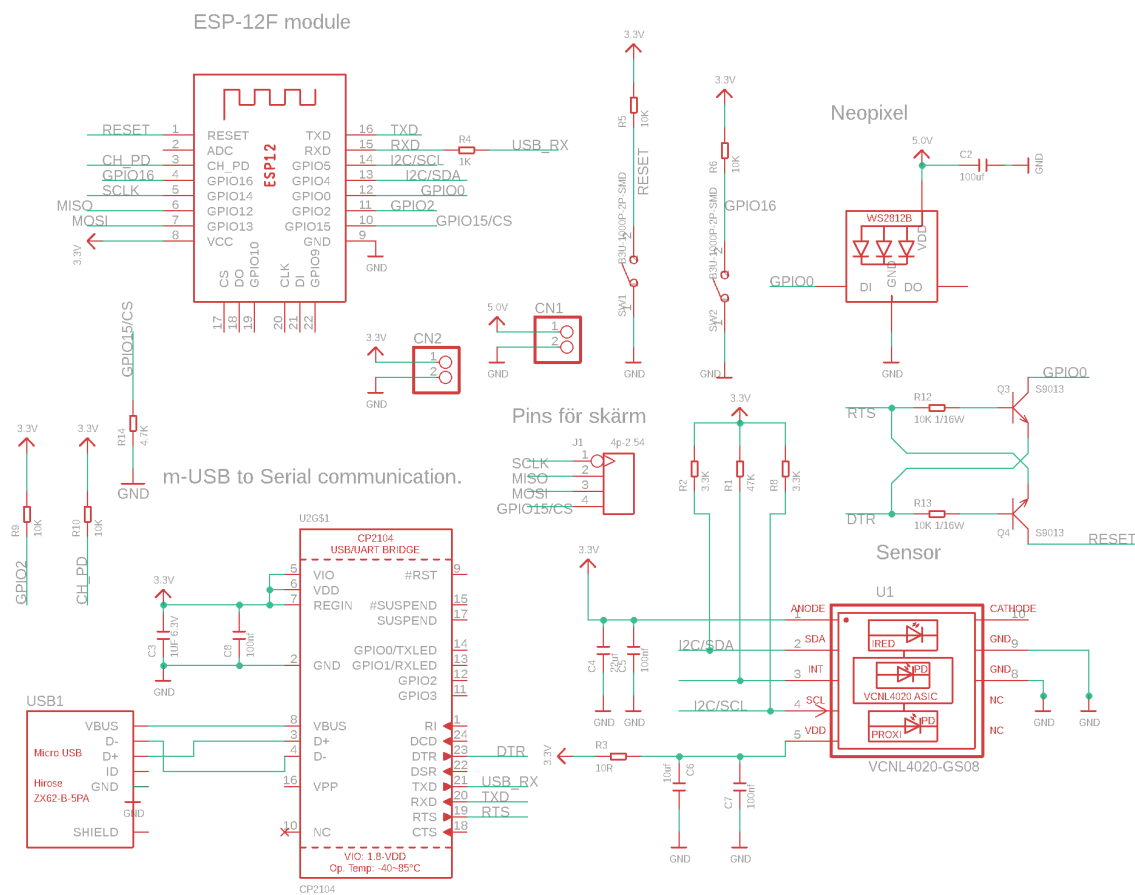 ESP-12F module
RESET 1 RESET
2 ADC
CH_PD 3 CH_PD
GPIO16 4 GPIO16
SCLK 5 GPIO14
MISO 6 GPIO12
MOSI 7 GPIO13
3.3V 8 VCC
ESP12
TXD 16 TXD
RXD 15 RXD R4 1K USB_RX
GPIO5 14 I2C/SCL
GPIO4 13 I2C/SDA
GPIO0 12 GPIO0
GPIO2 11 GPIO2
GPIO15 10 GPIO15/CS
GND 9
GND
CS DO GPIO10 CLK DI GPIO9
17 18 19 20 21 22
3.3V
R5 10K
RESET
B3U-1000P-2P-SMD
2
SW1
1
GND
3.3V
R6 10K
GPIO16
B3U-1000P-2P-SMD
2
SW2
1
GND
Neopixel
5.0V
C2
100uf
GND
WS2812B
VDD
GND
GPIO0 DI DO
GND
5.0V CN1
1
2
GND
3.3V CN2
1
2
GND
GPIO15/CS
R14 4.7K
GND
3.3V
R9 10K
GPIO2
3.3V
R10 10K
CH_PD
Pins för skärm
J1 4p-2.54
SCLK 1
MISO 2
MOSI 3
GPIO15/CS 4
3.3V
R2 3.3K
R1 47K
R8 3.3K
RTS R12
10K 1/16W
Q3 S9013
GPIO0
DTR R13
10K 1/16W
Q4 S9013
RESET
m-USB to Serial communication.
U2G$1
CP2104
USB/UART BRIDGE
5 VIO
6 VDD
7 REGIN
2 GND
8 VBUS
3 D+
4 D-
16 VPP
10 NC
#RST 9
#SUSPEND 15
SUSPEND 17
GPIO0/TXLED 14
GPIO1/RXLED 13
GPIO2 12
GPIO3 11
RI 1
DCD 24
DTR 23 DTR
DSR 22
TXD 21 USB_RX
RXD 20 TXD
RTS 19 RTS
CTS 18
VIO: 1.8-VDD
Op. Temp: -40~85°C
CP2104
3.3V
C3 1UF 6.3V
C8 100nf
GND
USB1
VBUS
D-
Micro USB D+
ID
Hirose GND
ZX62-B-5PA
GND
SHIELD
Sensor
U1
3.3V
ANODE 1
I2C/SDA SDA 2
INT 3
I2C/SCL SCL 4
VDD 5
CATHODE 10
GND 9
GND 8
NC
NC
IRED
PD
VCNL4020 ASIC
PROXI PD
VCNL4020-GS08
C4 22uf
C5 100nf
GND
GND
GND
GND
3.3V R3
10R
10uf C6
C7 100nf
GND
GND